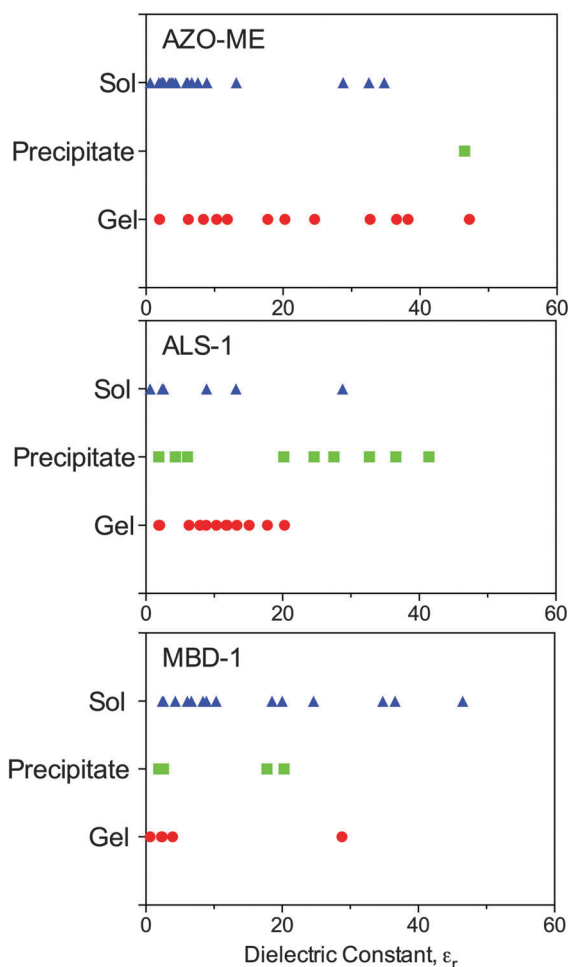 AZO-ME
Sol
Precipitate
Gel
0 20 40 60
ALS-1
Sol
Precipitate
Gel
0 20 40 60
MBD-1
Sol
Precipitate
Gel
0 20 40 60
Dielectric Constant, εr